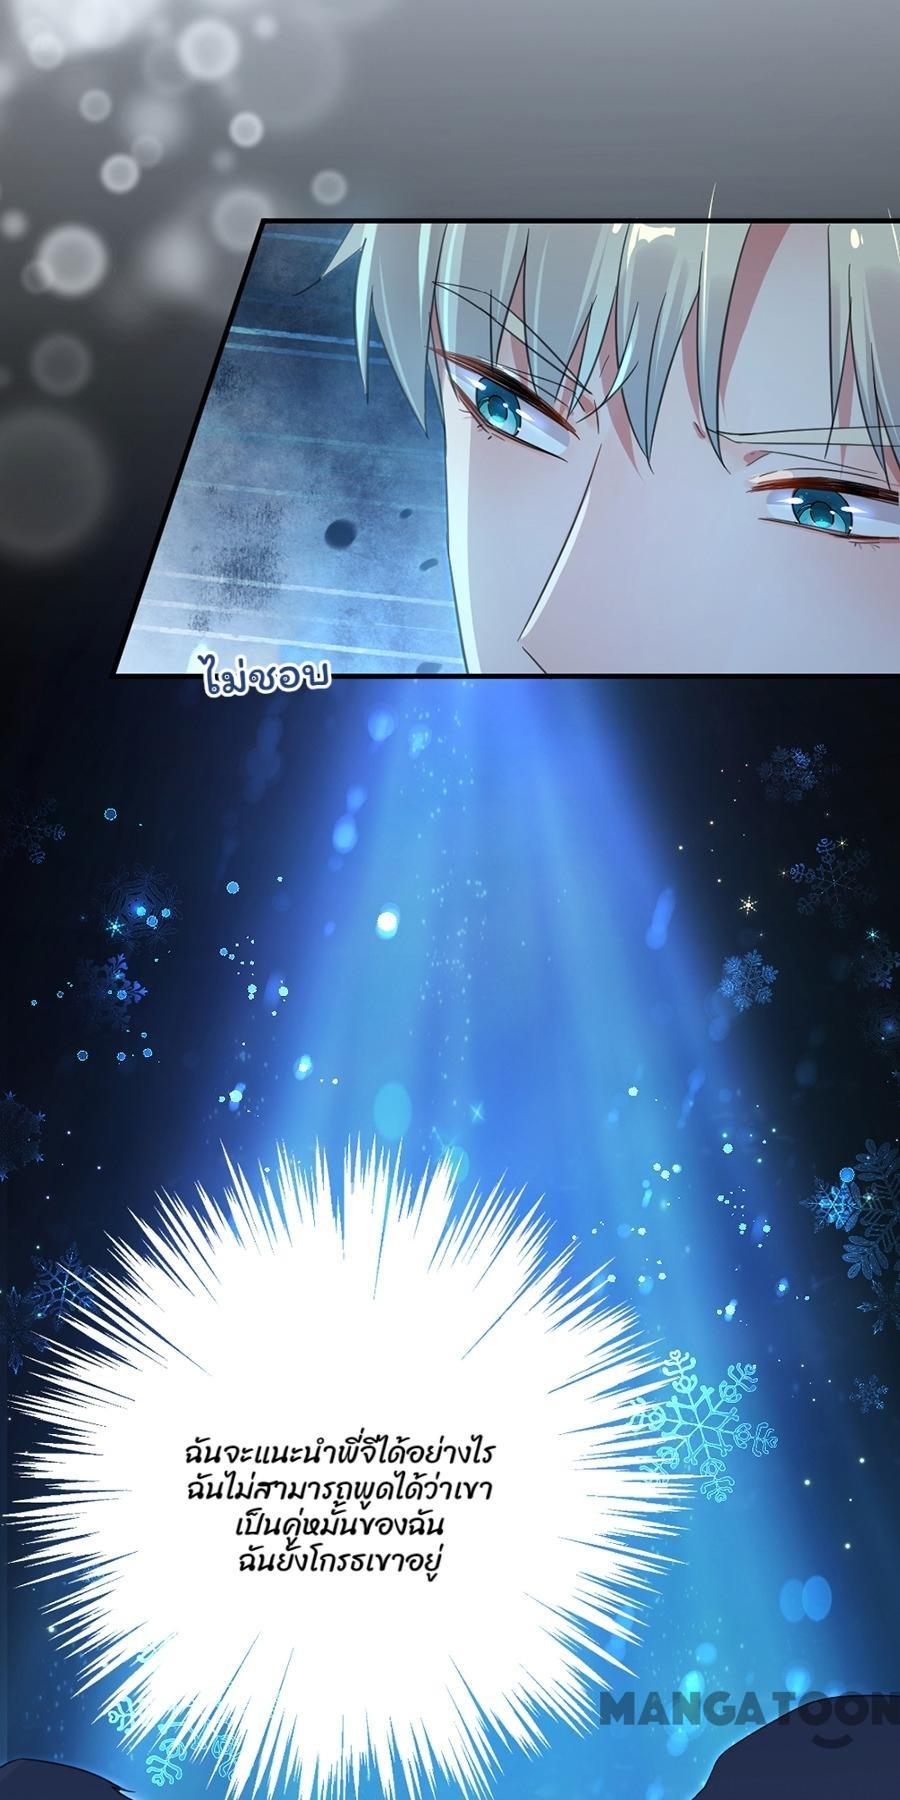 ไม่ชอบ
ฉันจะแนะนำพี่จีได้อย่างไร
ฉันไม่สามารถพูดได้ว่าเขา
เป็นคู่หมั้นของฉัน
ฉันยังโกรธเขาอยู่
MANGATOON